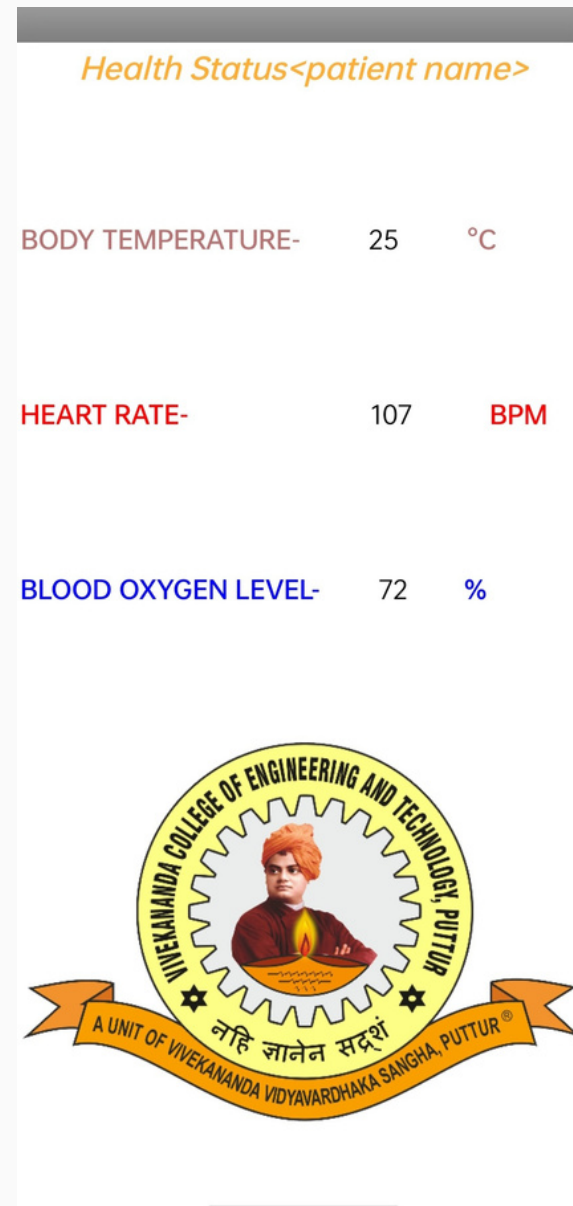 Health Status<patient name>
BODY TEMPERATURE- 25 °C
HEART RATE- 107 BPM
BLOOD OXYGEN LEVEL- 72 %
VIVEKANANDA COLLEGE OF ENGINEERING AND TECHNOLOGY, PUTTUR
नहि ज्ञानेन सदृशं
A UNIT OF VIVEKANANDA VIDYAVARDHAKA SANGHA, PUTTUR ®